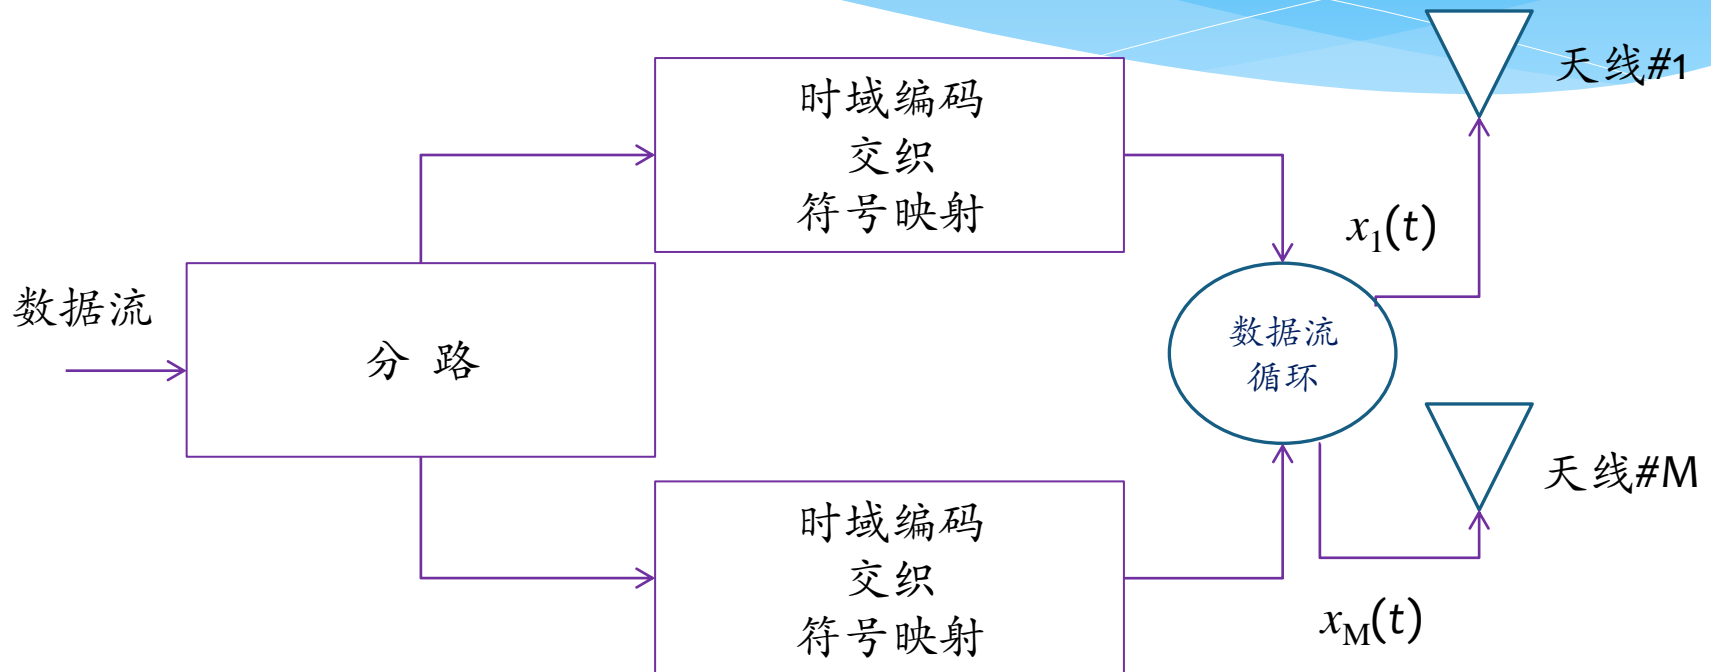 天线#1
时域编码
交织
符号映射
x₁(t)
数据流
分 路
数据流
循环
天线#M
时域编码
交织
符号映射
x_M(t)